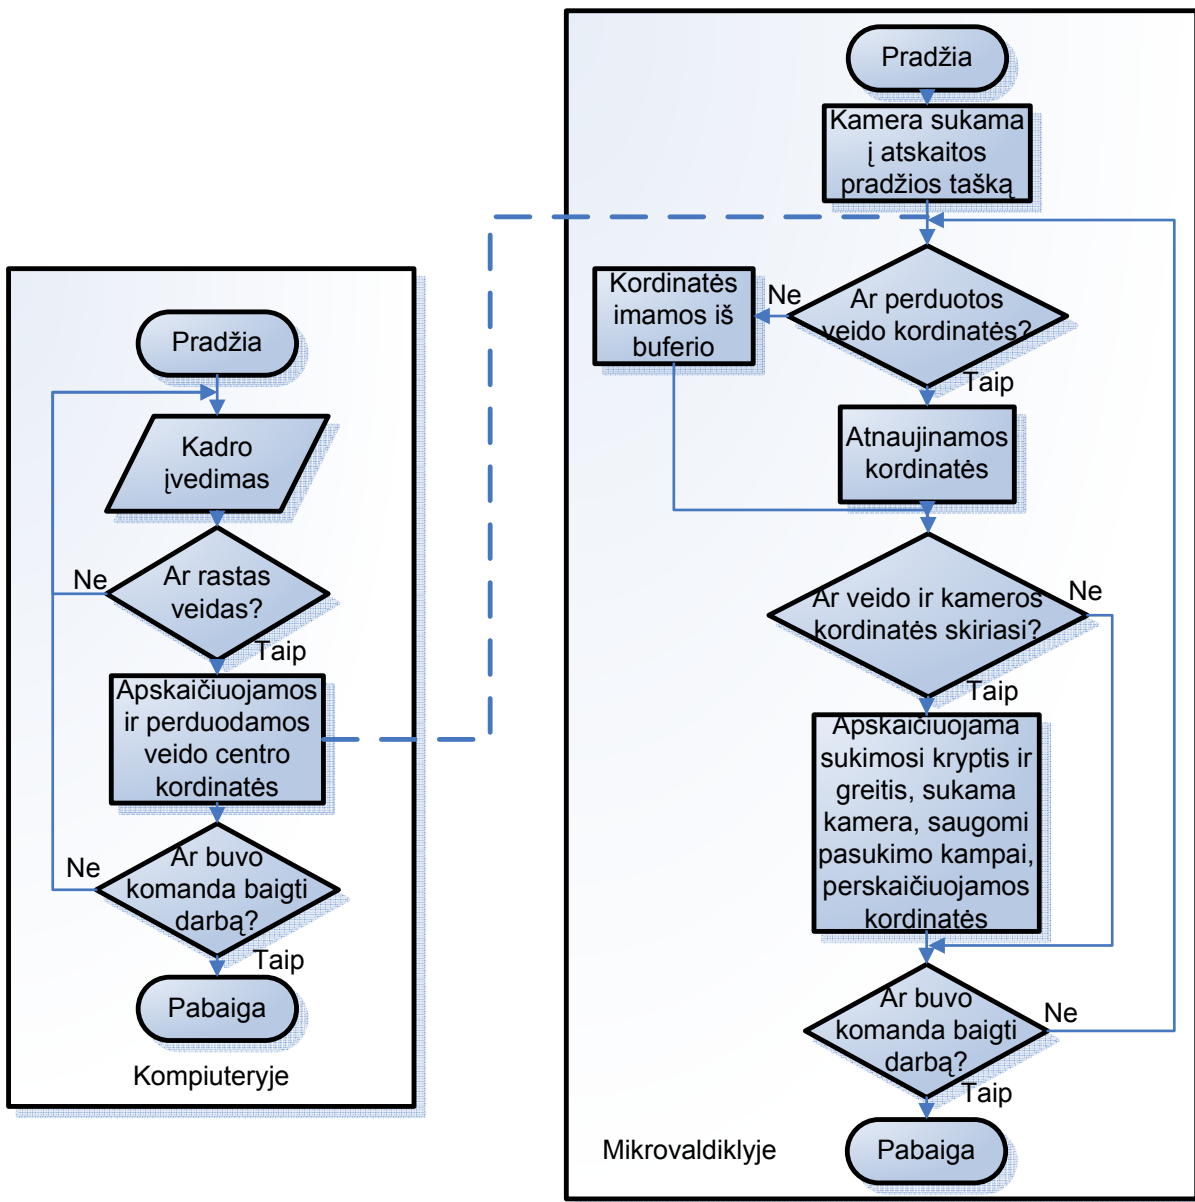 Pradžia
Kadro
įvedimas
Ar rastas
veidas?
Ne
Taip
Apskaičiuojamos
ir perduodamos
veido centro
kordinatės
Ar buvo
komanda baigti
darbą?
Ne
Taip
Pabaiga
Kompiuteryje
Pradžia
Kamera sukama
į atskaitos
pradžios tašką
Ar perduotos
veido kordinatės?
Ne
Kordinatės
imamos iš
buferio
Taip
Atnaujinamos
kordinatės
Ar veido ir kameros
kordinatės skiriasi?
Ne
Taip
Apskaičiuojama
sukimosi kryptis ir
greitis, sukama
kamera, saugomi
pasukimo kampai,
perskaičiuojamos
kordinatės
Ar buvo
komanda baigti
darbą?
Ne
Taip
Pabaiga
Mikrovaldiklyje